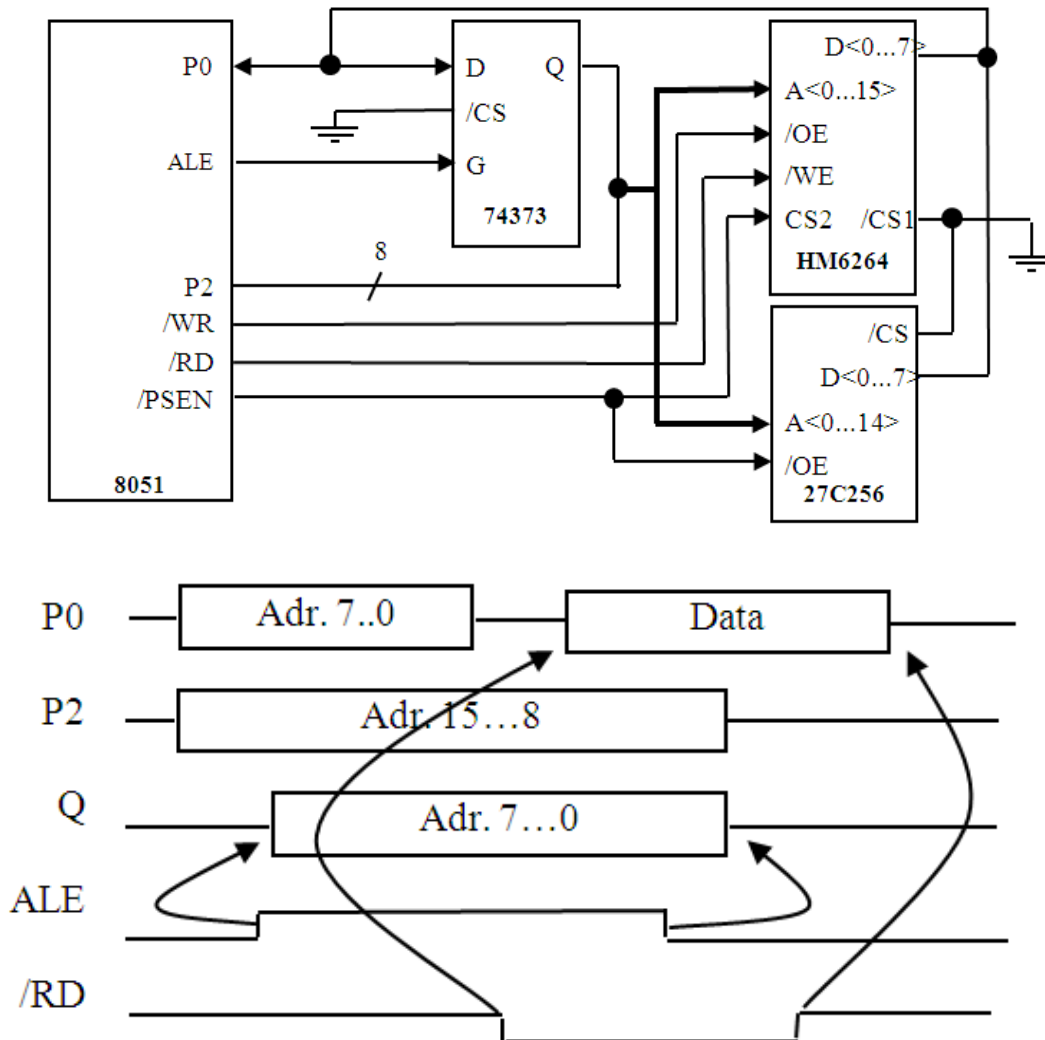 P0
ALE
P2
/WR
/RD
/PSEN
8051
8
D Q
/CS
G
74373
D<0...7>
A<0...15>
/OE
/WE
CS2 /CS1
HM6264
/CS
D<0...7>
A<0...14>
/OE
27C256
P0 Adr. 7..0 Data
P2 Adr. 15…8
Q Adr. 7…0
ALE
/RD